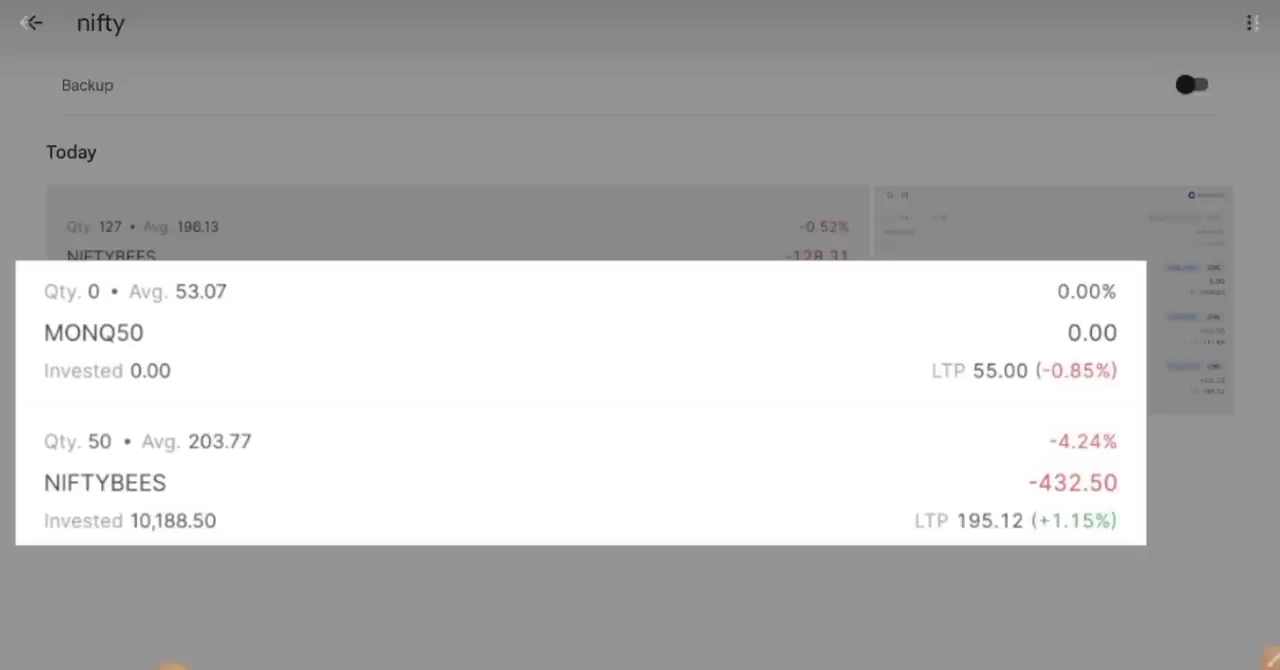 nifty
Backup
Today
Qty. 127 • Avg. 196.13 -0.52%
NIFTYBEES -128.31
Qty. 0 • Avg. 53.07 0.00%
MONQ50 0.00
Invested 0.00 LTP 55.00 (-0.85%)
Qty. 50 • Avg. 203.77 -4.24%
NIFTYBEES -432.50
Invested 10,188.50 LTP 195.12 (+1.15%)